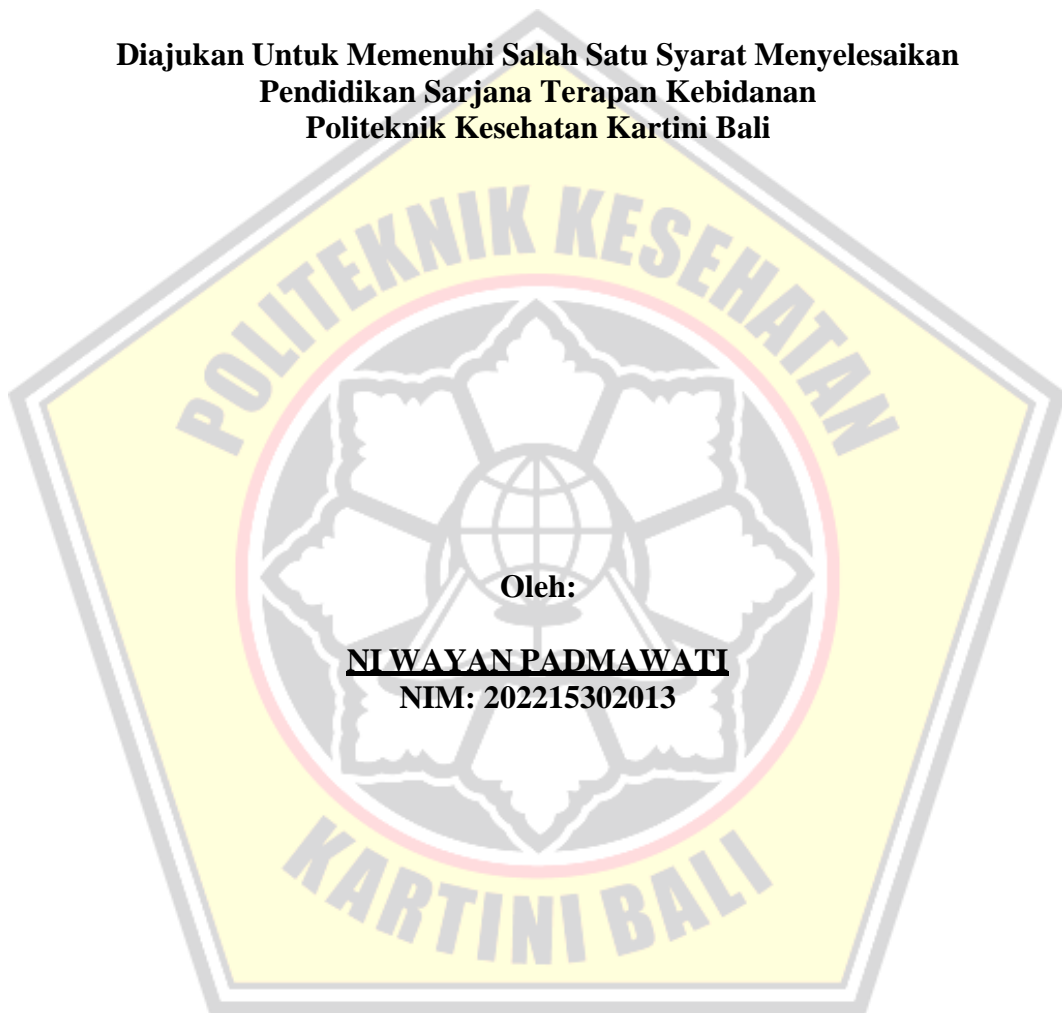 Diajukan Untuk Memenuhi Salah Satu Syarat Menyelesaikan
Pendidikan Sarjana Terapan Kebidanan
Politeknik Kesehatan Kartini Bali
POLITEKNIK KESEHATAN
Oleh:
NI WAYAN PADMAWATI
NIM: 202215302013
KARTINI BALI